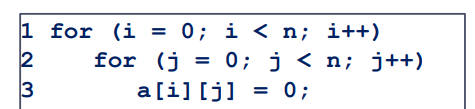 1 for (i = 0; i < n; i++)
2    for (j = 0; j < n; j++)
3       a[i][j] = 0;